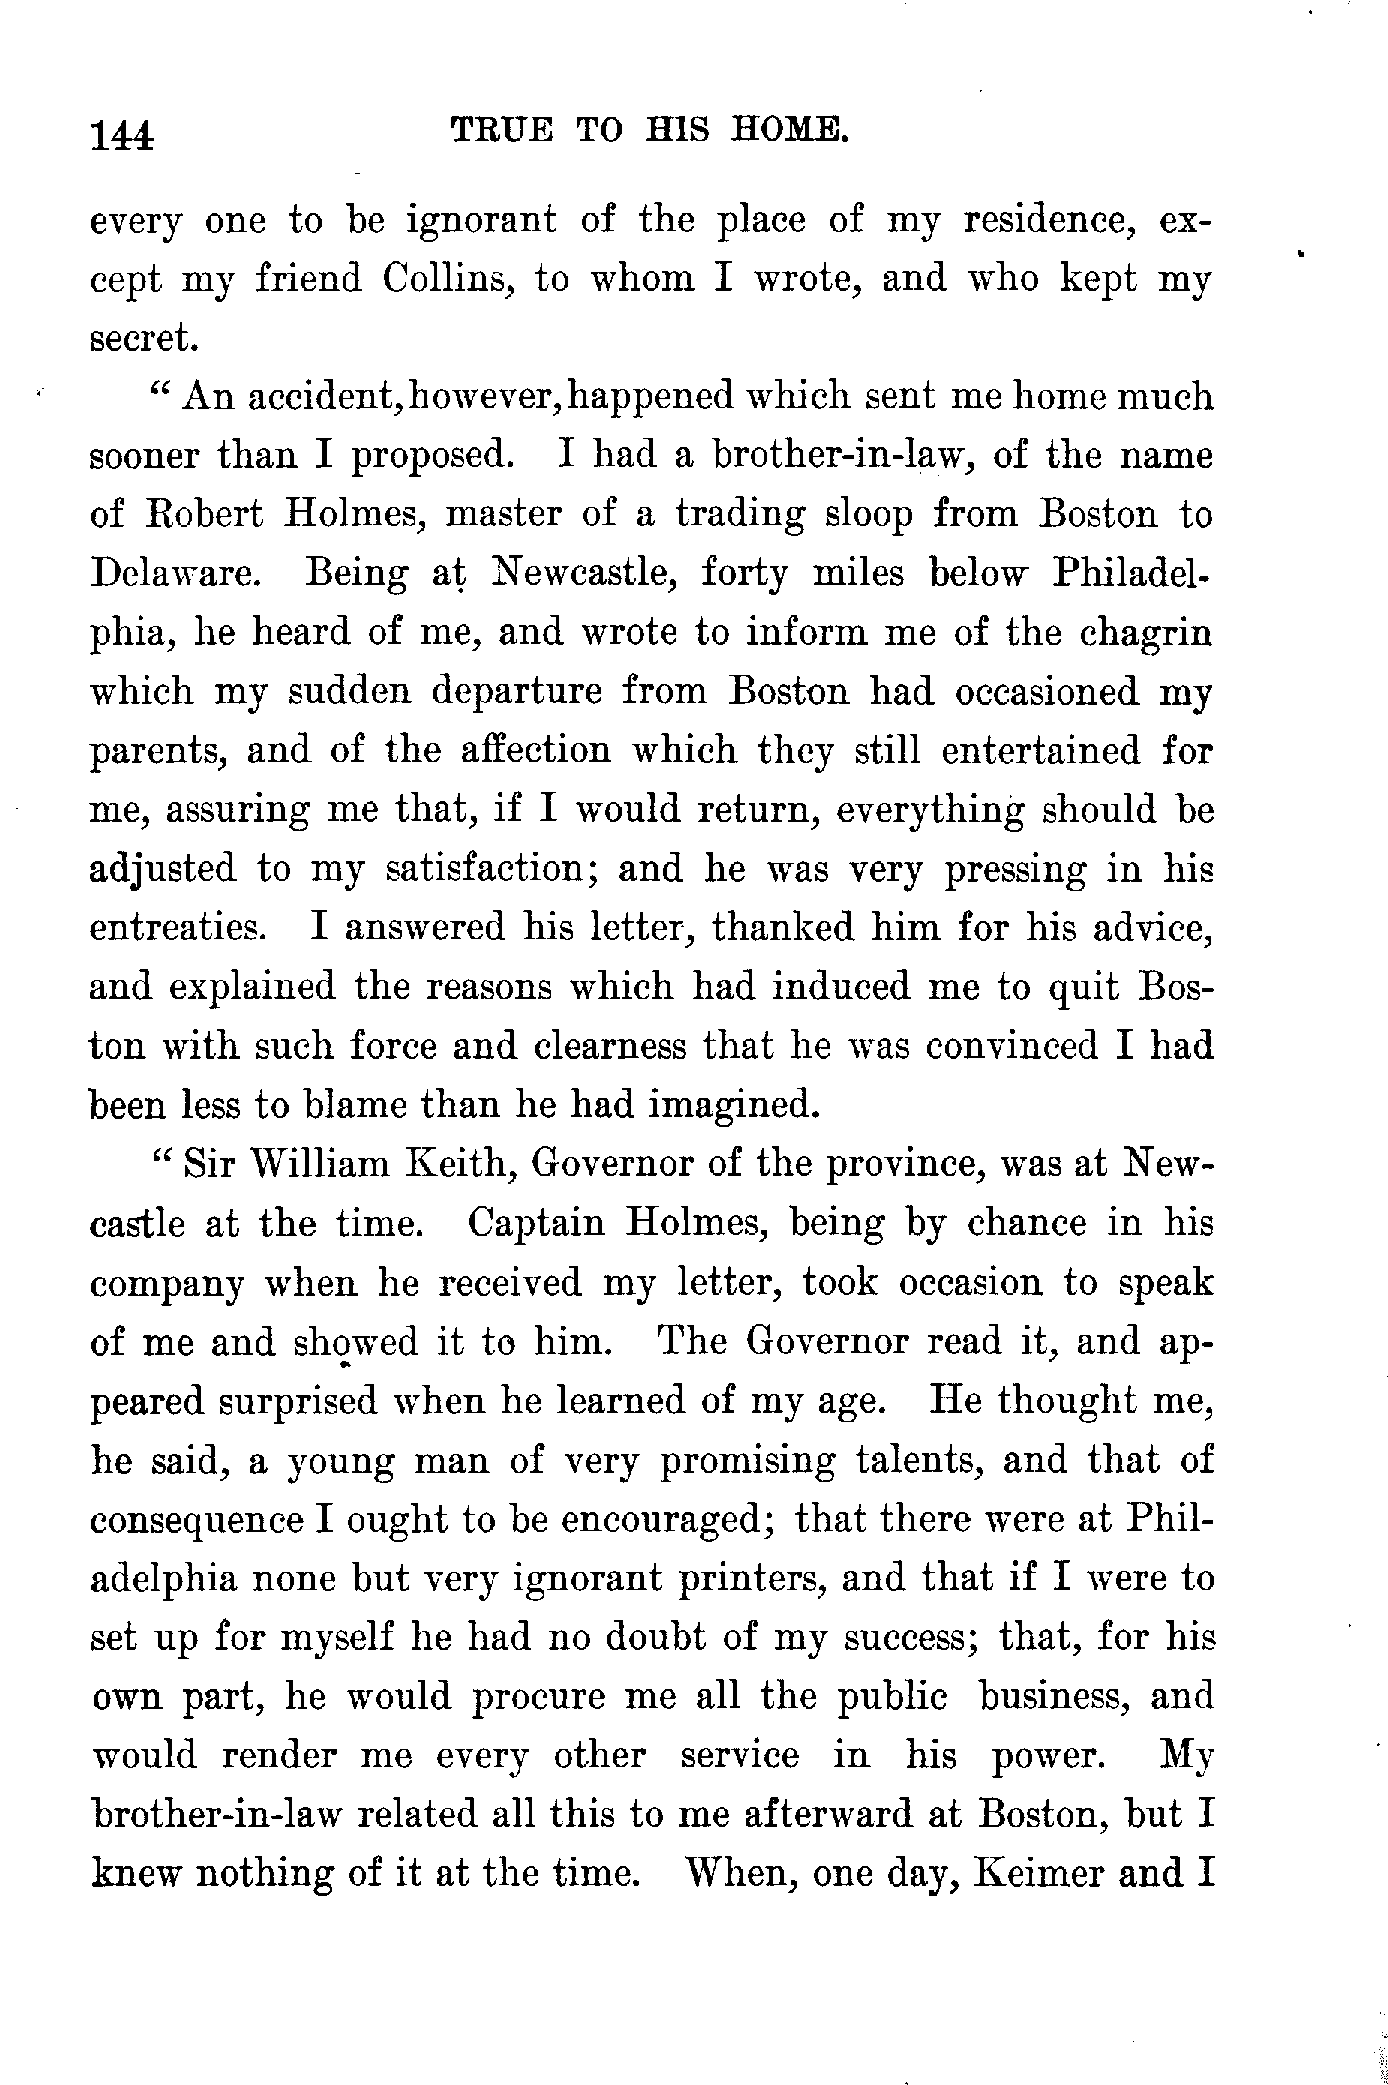 144 TRUE TO HIS HOME.
every one to be ignorant of the place of my residence, ex-
cept my friend Collins, to whom I wrote, and who kept my
secret.
“ An accident, however, happened which sent me home much
sooner than I proposed. I had a brother-in-law, of the name
of Robert Holmes, master of a trading sloop from Boston to
Delaware. Being at Newcastle, forty miles below Philadel-
phia, he heard of me, and wrote to inform me of the chagrin
which my sudden departure from Boston had occasioned my
parents, and of the affection which they still entertained for
me, assuring me that, if I would return, everything should be
adjusted to my satisfaction; and he was very pressing in his
entreaties. I answered his letter, thanked him for his advice,
and explained the reasons which had induced me to quit Bos-
ton with such force and clearness that he was convinced I had
been less to blame than he had imagined.
“ Sir William Keith, Governor of the province, was at New-
castle at the time. Captain Holmes, being by chance in his
company when he received my letter, took occasion to speak
of me and showed it to him. The Governor read it, and ap-
peared surprised when he learned of my age. He thought me,
he said, a young man of very promising talents, and that of
consequence I ought to be encouraged; that there were at Phil-
adelphia none but very ignorant printers, and that if I were to
set up for myself he had no doubt of my success; that, for his
own part, he would procure me all the public business, and
would render me every other service in his power. My
brother-in-law related all this to me afterward at Boston, but I
knew nothing of it at the time. When, one day, Keimer and I